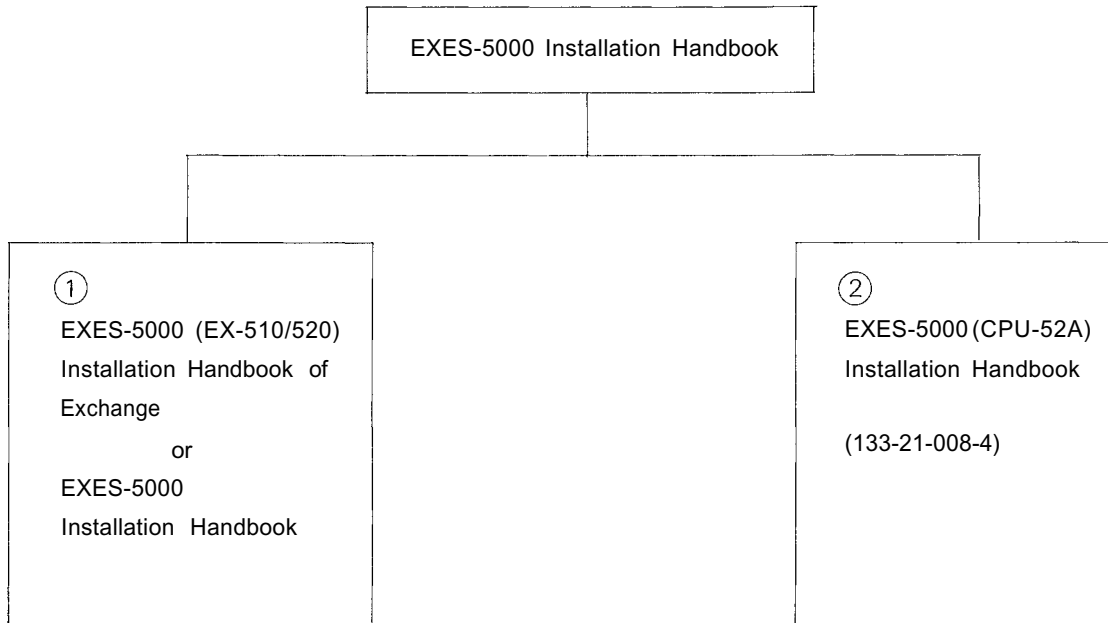 EXES-5000 Installation Handbook
①
EXES-5000 (EX-510/520)
Installation Handbook of
Exchange
or
EXES-5000
Installation Handbook
②
EXES-5000 (CPU-52A)
Installation Handbook
(133-21-008-4)